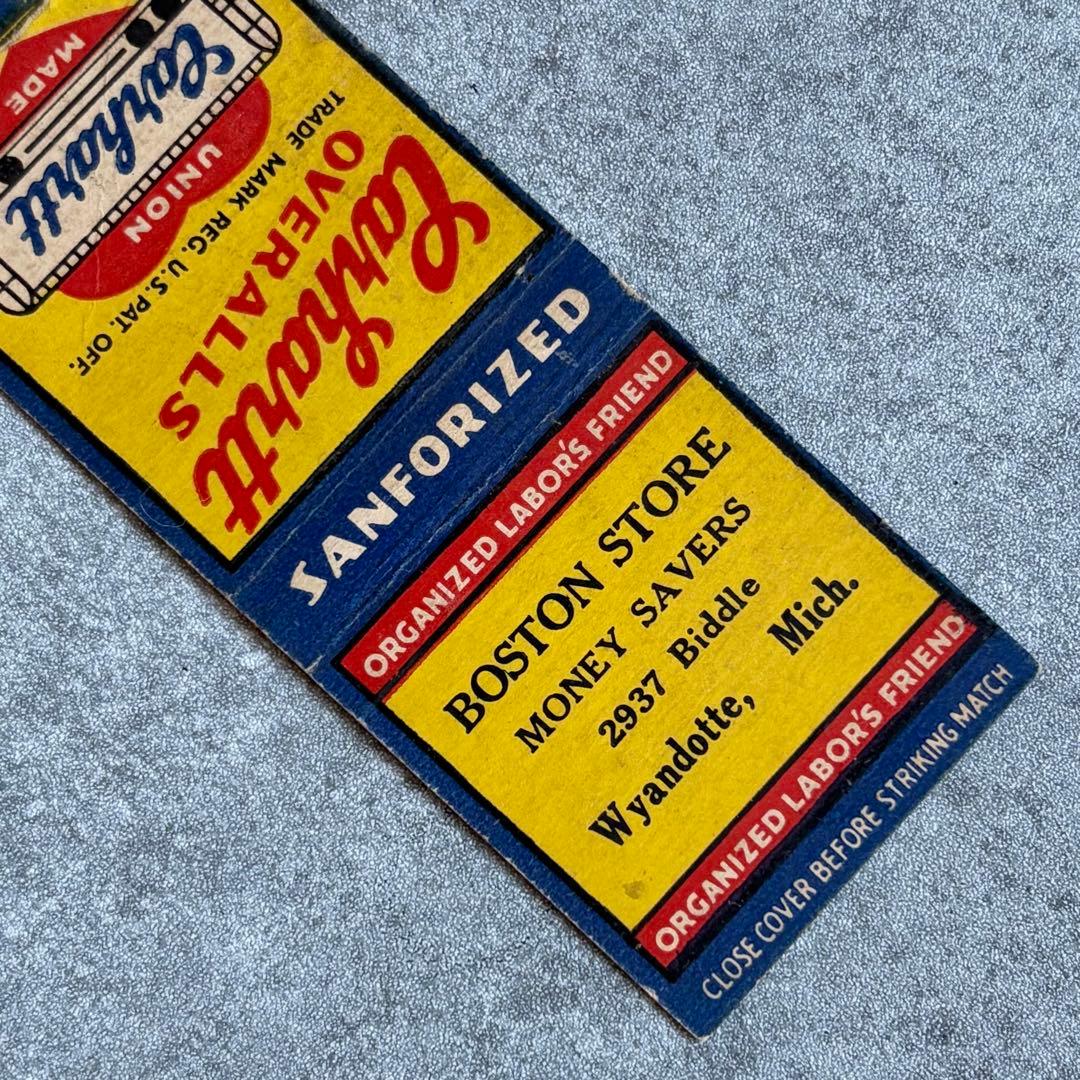 Carhartt
OVERALLS
TRADE MARK REG. U.S. PAT. OFF.
UNION
Carhartt
MADE
SANFORIZED
ORGANIZED LABOR'S FRIEND
BOSTON STORE
MONEY SAVERS
2937 Biddle
Wyandotte, Mich.
ORGANIZED LABOR'S FRIEND
CLOSE COVER BEFORE STRIKING MATCH